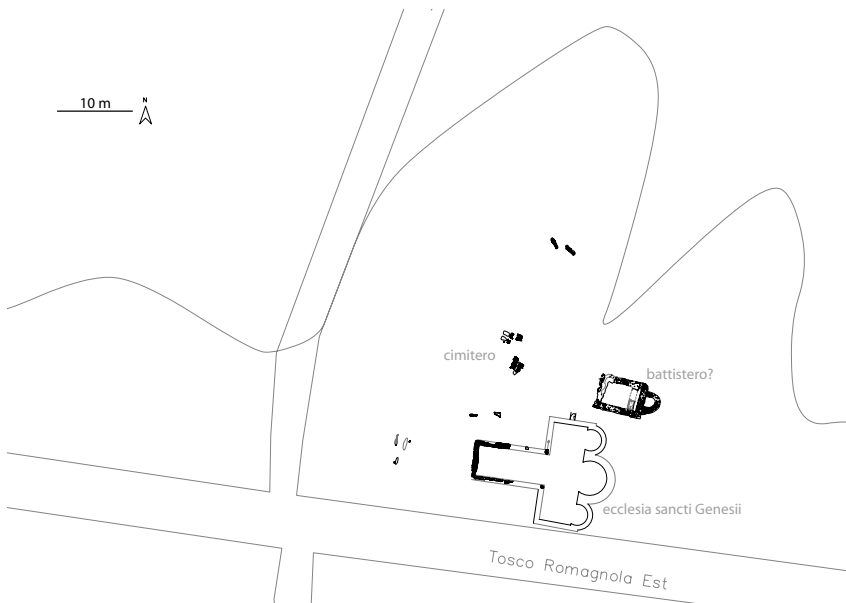 10 m
N
cimitero
battistero?
ecclesia sancti Genesii
Tosco Romagnola Est